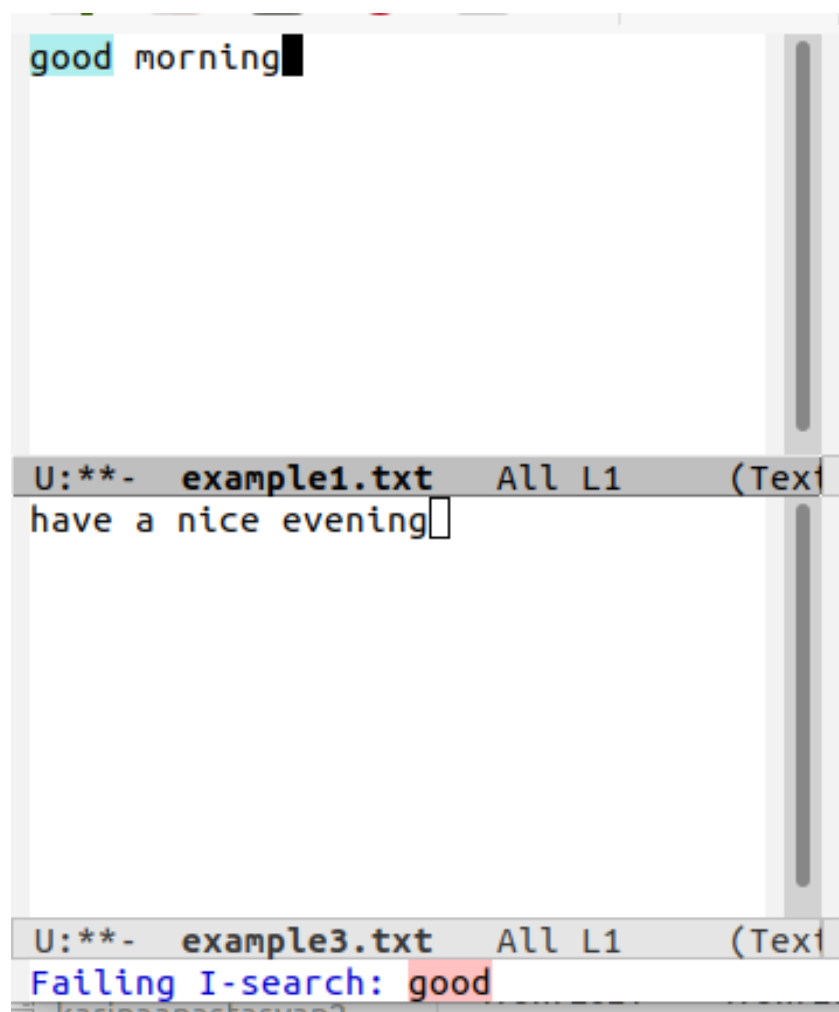 good morning
U:**-  example1.txt   All L1     (Text
have a nice evening
U:**-  example3.txt   All L1     (Text
Failing I-search: good